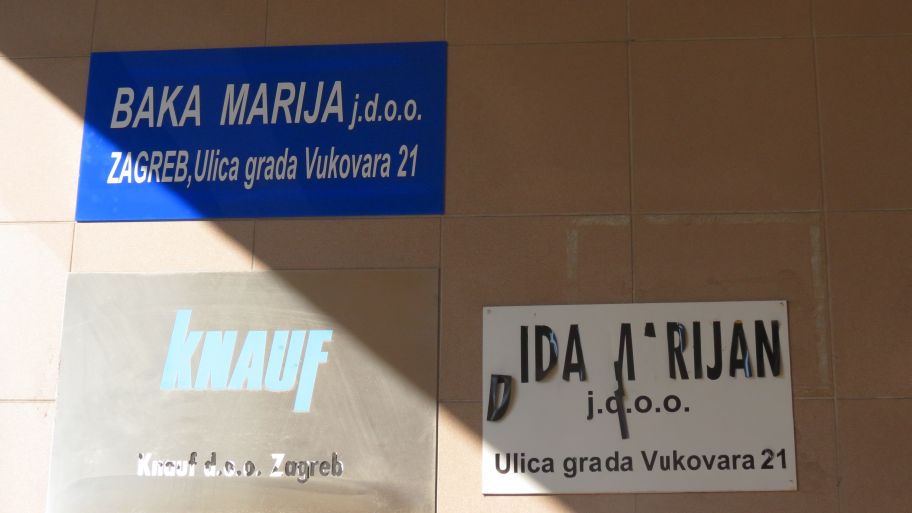 BAKA MARIJA j.d.o.o.
ZAGREB, Ulica grada Vukovara 21
KNAUF
Knauf d.o.o. Zagreb
DIDA MARIJAN
j.d.o.o.
Ulica grada Vukovara 21